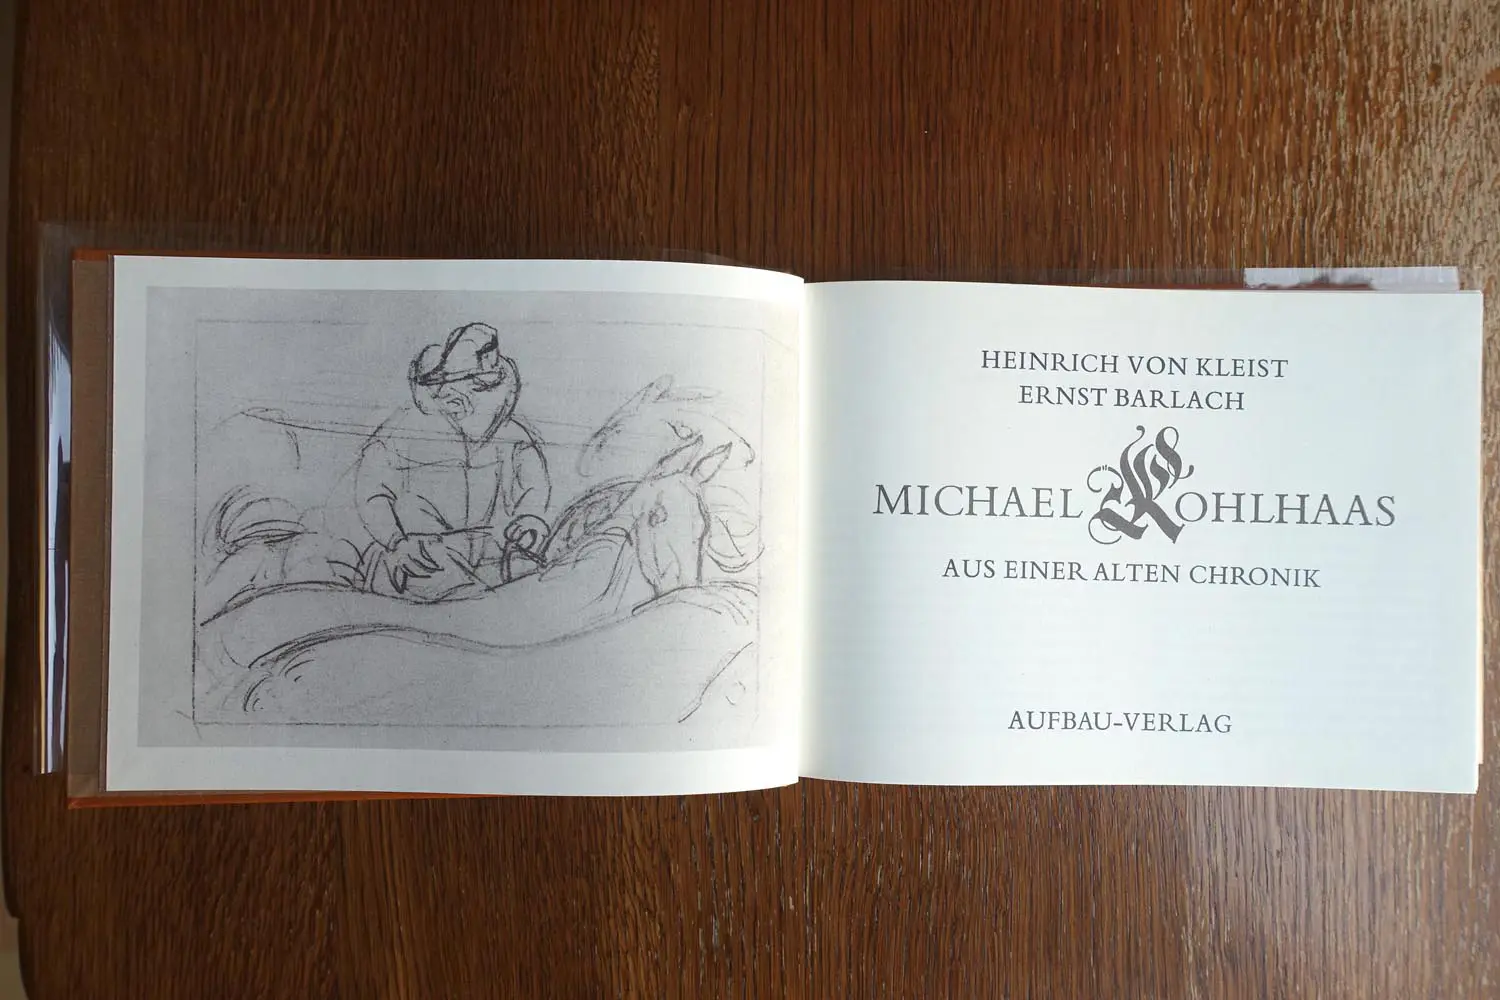 HEINRICH VON KLEIST
ERNST BARLACH
MICHAEL KOHLHAAS
AUS EINER ALTEN CHRONIK
AUFBAU-VERLAG